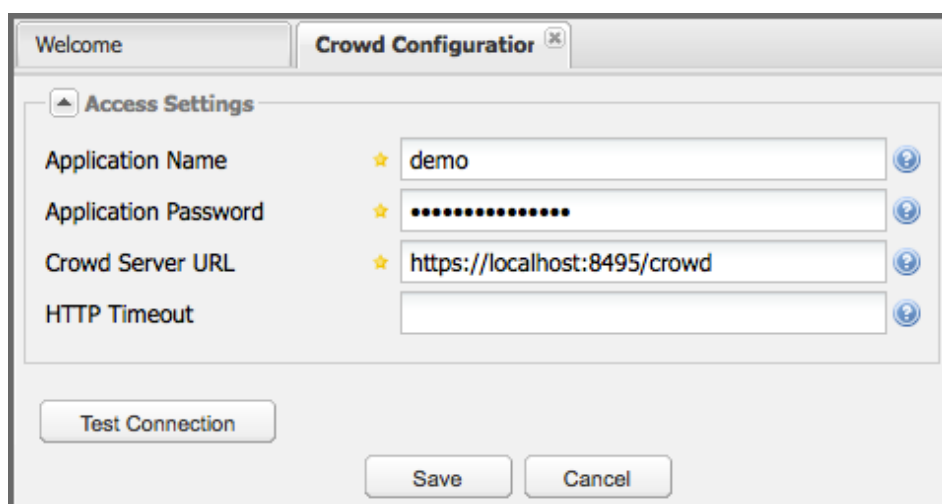 Welcome
Crowd Configuration
Access Settings
Application Name demo
Application Password •••••••••••••••
Crowd Server URL https://localhost:8495/crowd
HTTP Timeout
Test Connection
Save Cancel